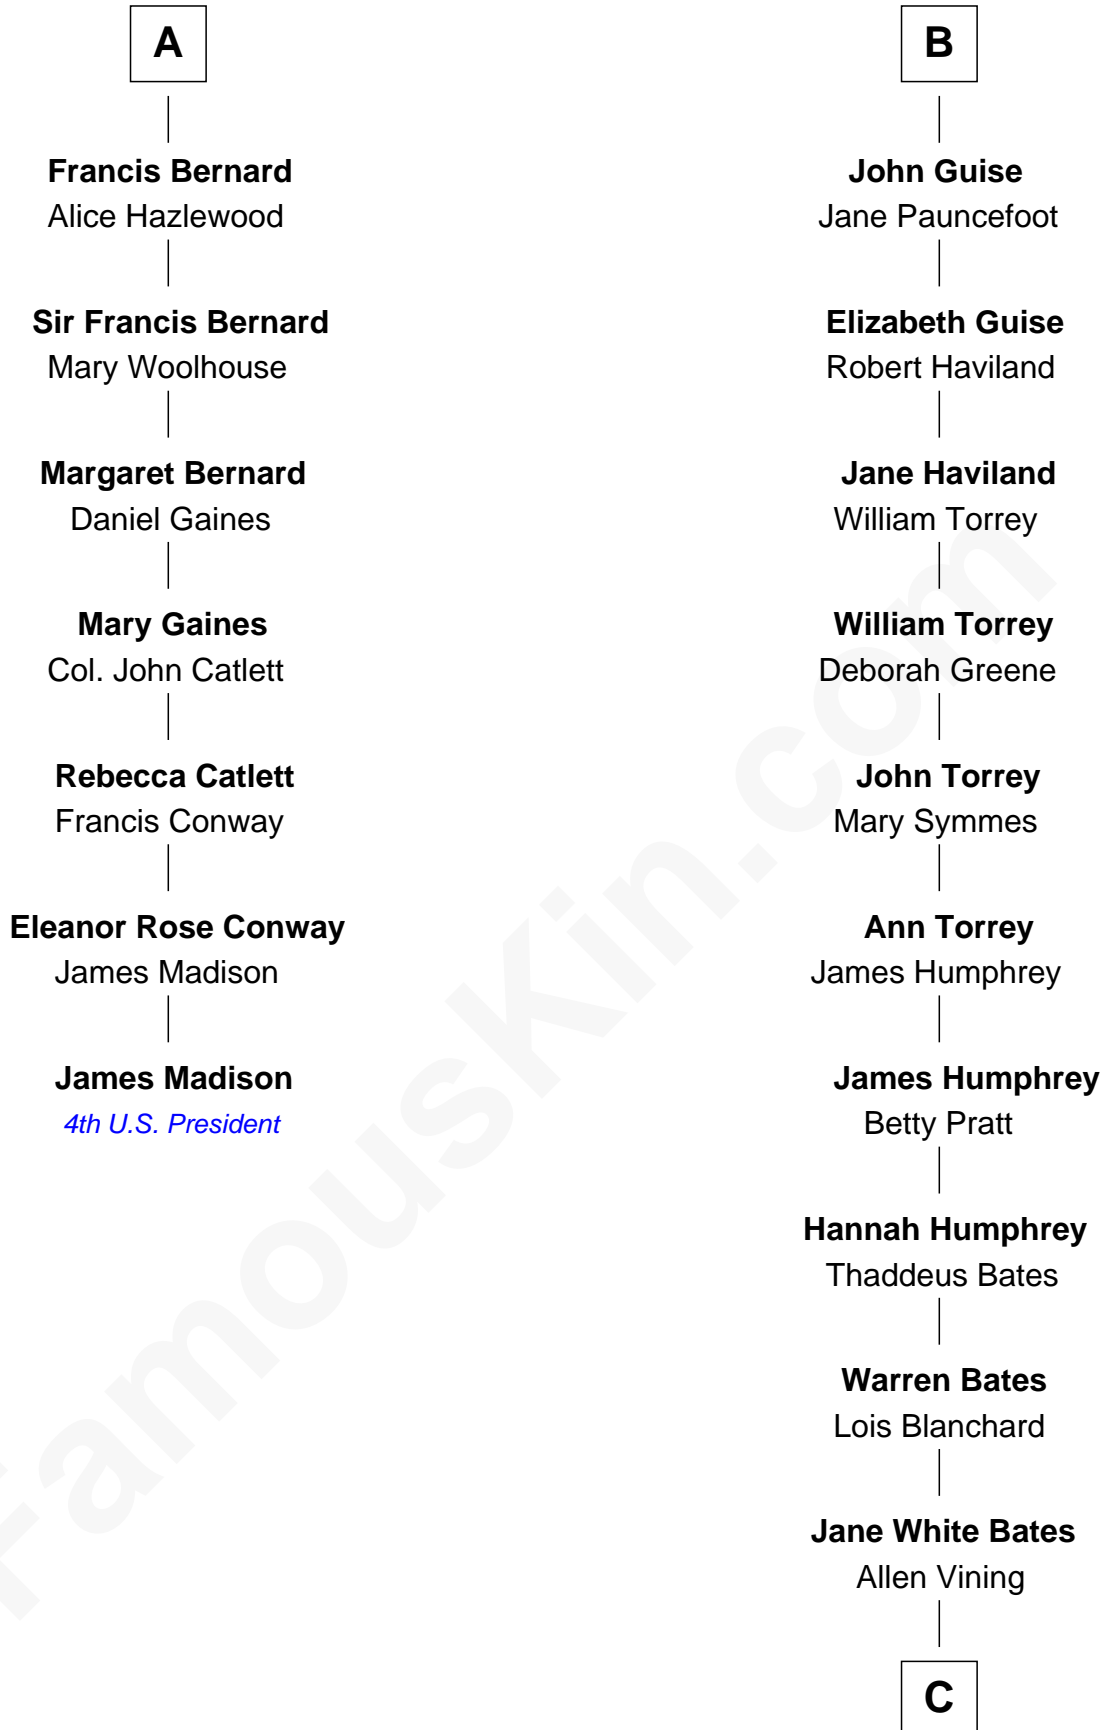 A
Francis Bernard
Alice Hazlewood
Sir Francis Bernard
Mary Woolhouse
Margaret Bernard
Daniel Gaines
Mary Gaines
Col. John Catlett
Rebecca Catlett
Francis Conway
Eleanor Rose Conway
James Madison
James Madison
4th U.S. President
B
John Guise
Jane Pauncefoot
Elizabeth Guise
Robert Haviland
Jane Haviland
William Torrey
William Torrey
Deborah Greene
John Torrey
Mary Symmes
Ann Torrey
James Humphrey
James Humphrey
Betty Pratt
Hannah Humphrey
Thaddeus Bates
Warren Bates
Lois Blanchard
Jane White Bates
Allen Vining
C
FamousKin.com